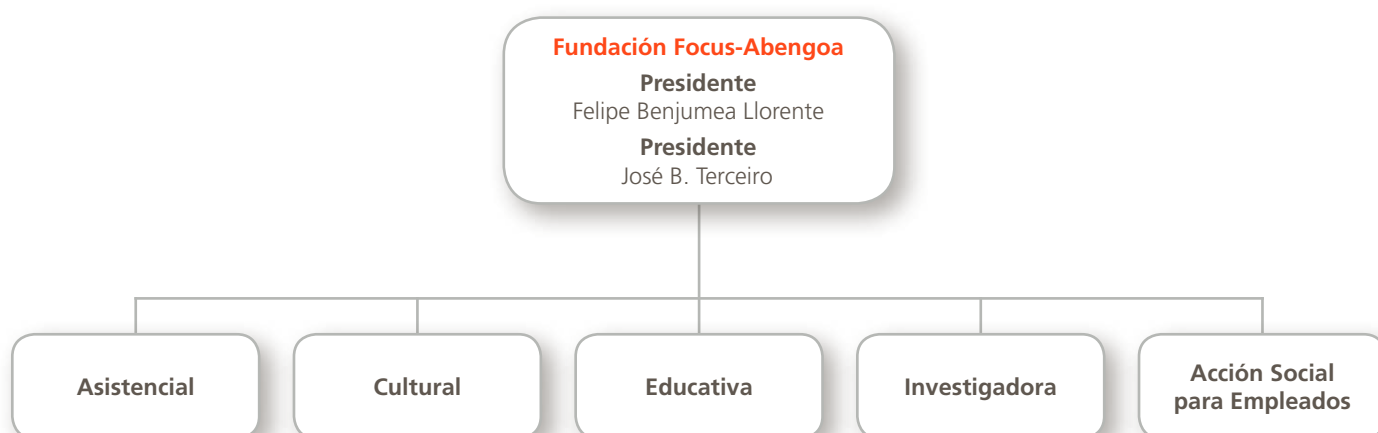 Fundación Focus-Abengoa
Presidente
Felipe Benjumea Llorente
Presidente
José B. Terceiro
Asistencial
Cultural
Educativa
Investigadora
Acción Social
para Empleados